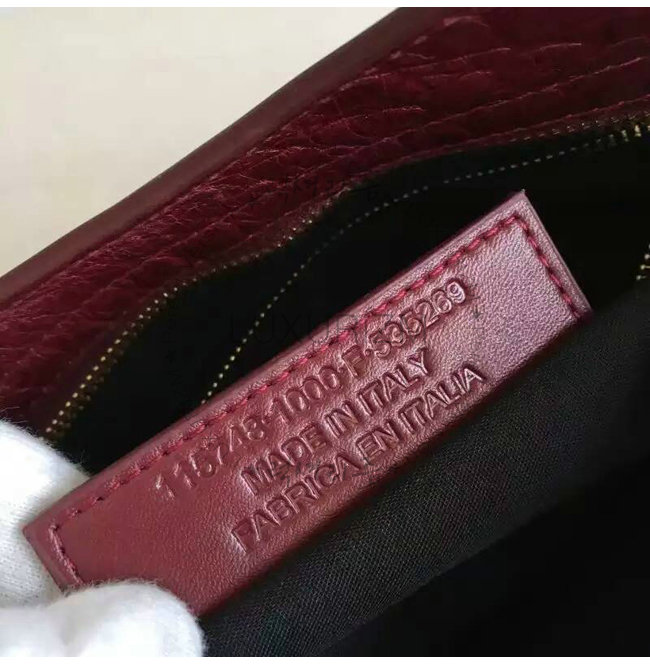 115748·1000·F·535269
MADE IN ITALY
FABRICA EN ITALIA